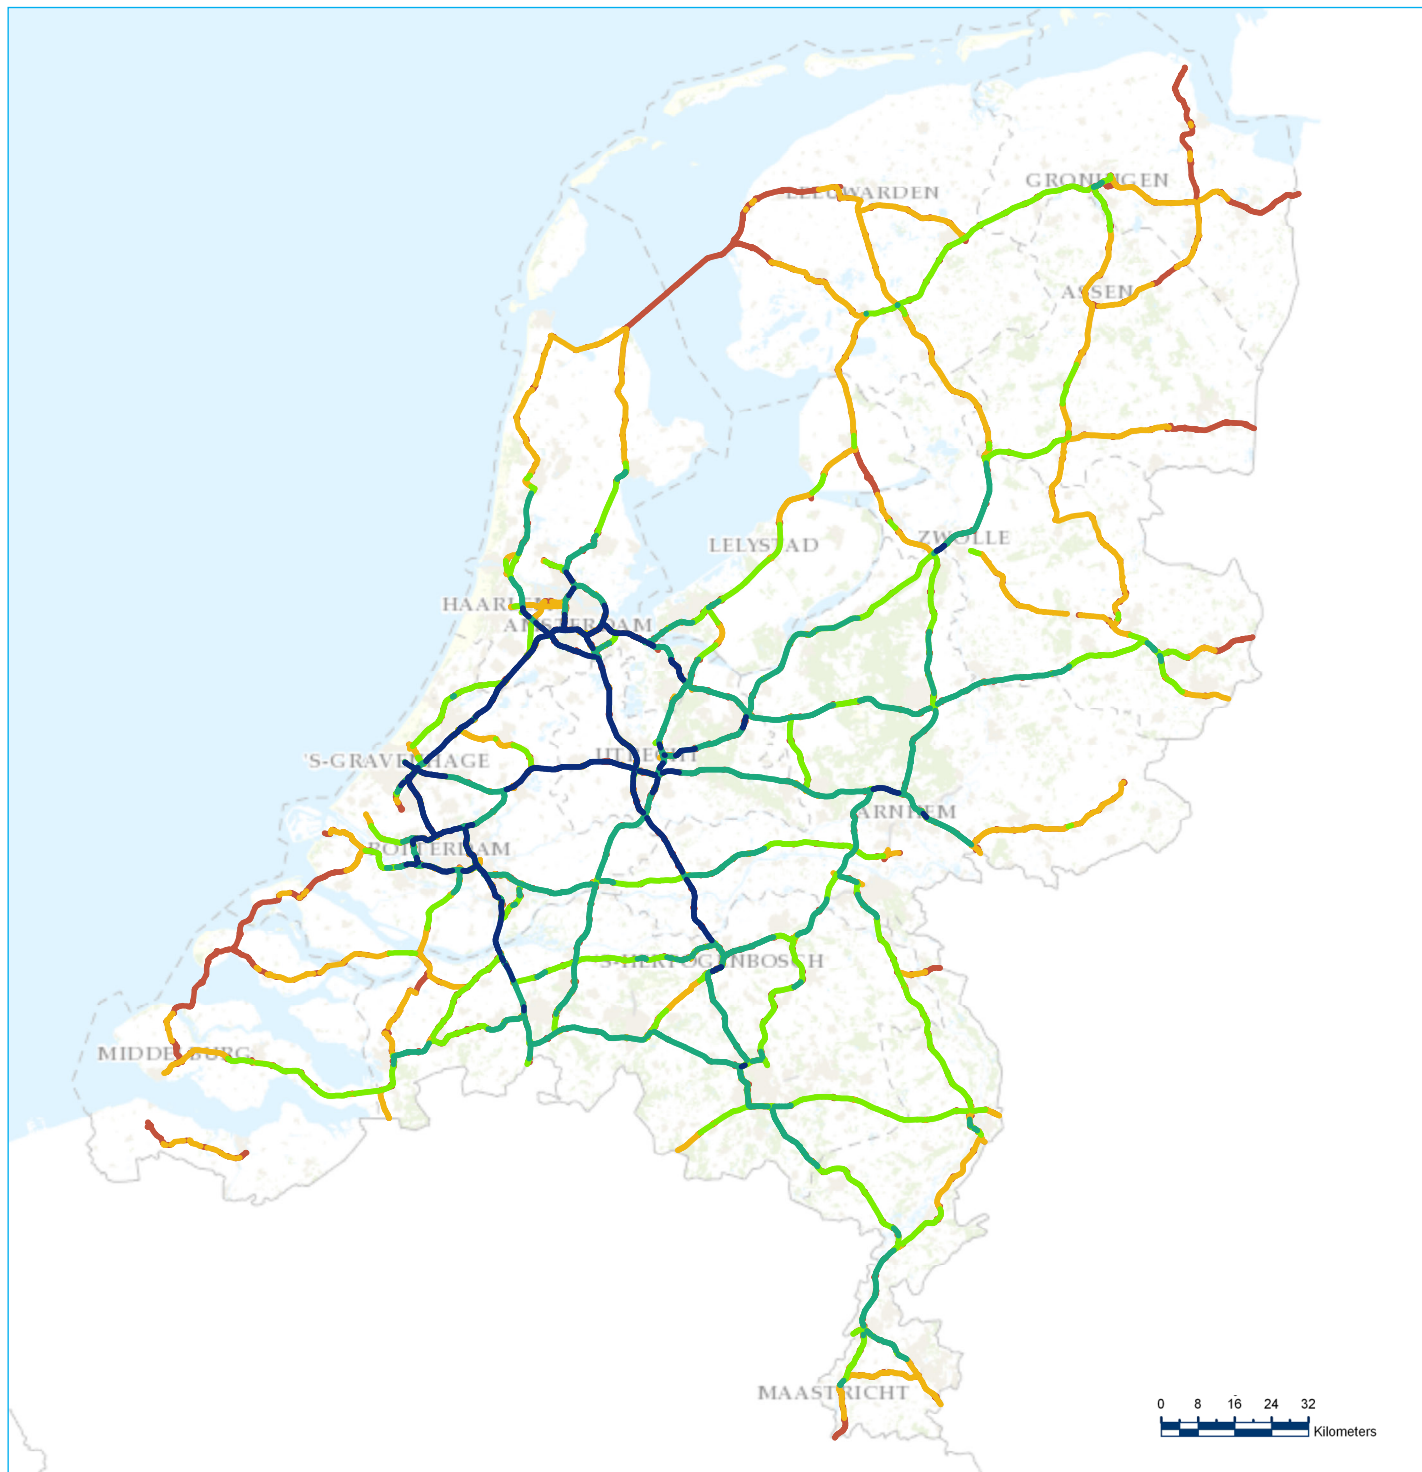 GRONINGEN
LEEUWARDEN
ASSEN
ZWOLLE
LELYSTAD
HAARLEM
AMSTERDAM
'S-GRAVENHAGE
UTRECHT
ARNHEM
ROTTERDAM
'S-HERTOGENBOSCH
MIDDELBURG
MAASTRICHT
0 8 16 24 32
Kilometers